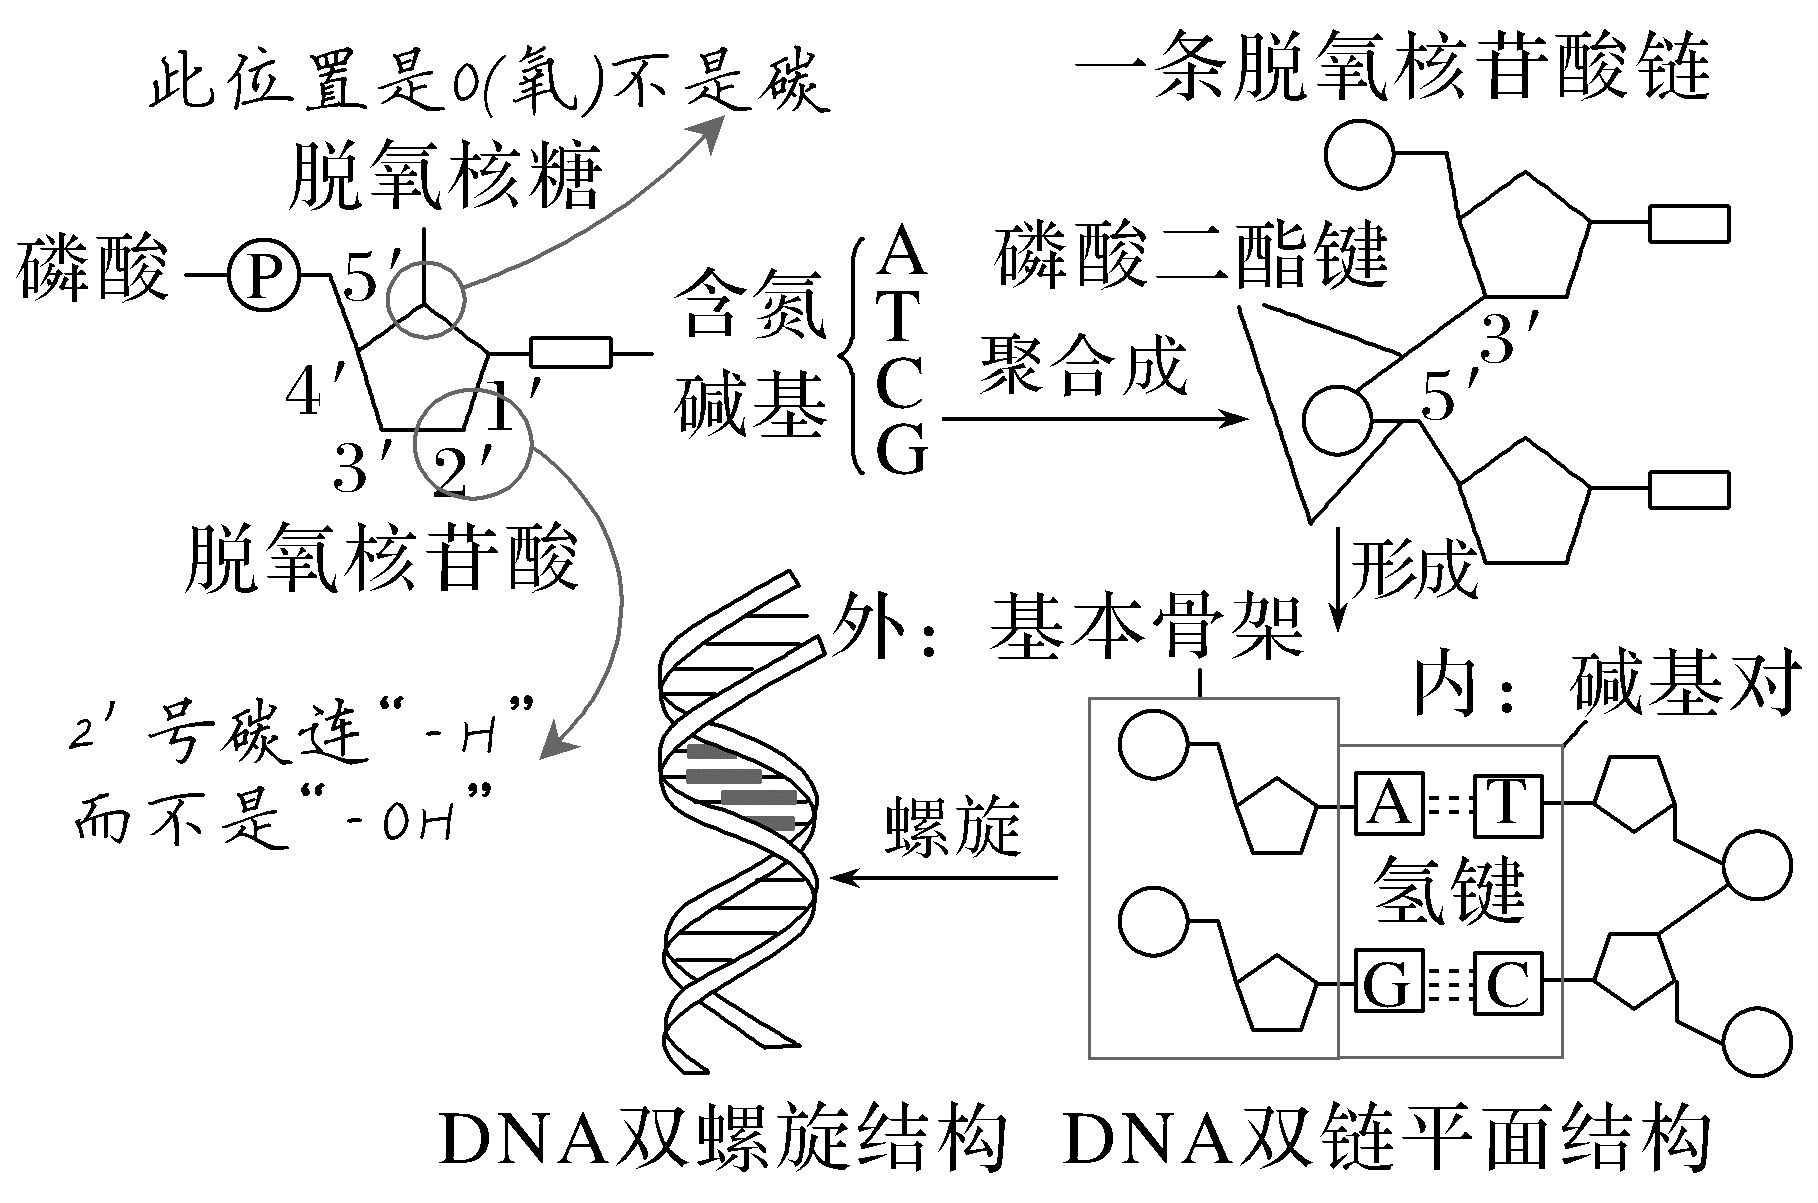 此位置是O(氧)不是碳
脱氧核糖
磷酸
P
5′
4′
3′
2′
1′
脱氧核苷酸
2′号碳连“-H”
而不是“-OH”
含氮
碱基
A
T
C
G
聚合成
一条脱氧核苷酸链
磷酸二酯键
3′
5′
形成
外：基本骨架
内：碱基对
A
T
氢键
G
C
螺旋
DNA双螺旋结构
DNA双链平面结构